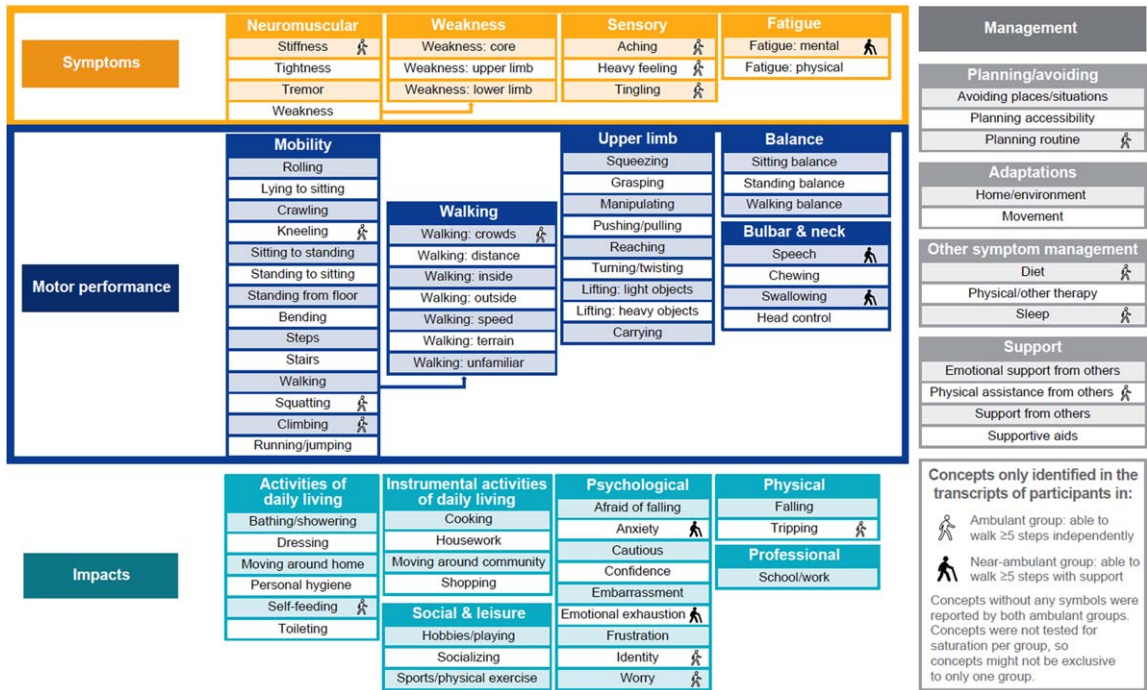 Symptoms
Neuromuscular
Stiffness
Tightness
Tremor
Weakness
Weakness
Weakness: core
Weakness: upper limb
Weakness: lower limb
Sensory
Aching
Heavy feeling
Tingling
Fatigue
Fatigue: mental
Fatigue: physical
Motor performance
Mobility
Rolling
Lying to sitting
Crawling
Kneeling
Sitting to standing
Standing to sitting
Standing from floor
Bending
Steps
Stairs
Walking
Squatting
Climbing
Running/jumping
Walking
Walking: crowds
Walking: distance
Walking: inside
Walking: outside
Walking: speed
Walking: terrain
Walking: unfamiliar
Upper limb
Squeezing
Grasping
Manipulating
Pushing/pulling
Reaching
Turning/twisting
Lifting: light objects
Lifting: heavy objects
Carrying
Balance
Sitting balance
Standing balance
Walking balance
Bulbar & neck
Speech
Chewing
Swallowing
Head control
Impacts
Activities of
daily living
Bathing/showering
Dressing
Moving around home
Personal hygiene
Self-feeding
Toileting
Instrumental activities
of daily living
Cooking
Housework
Moving around community
Shopping
Social & leisure
Hobbies/playing
Socializing
Sports/physical exercise
Psychological
Afraid of falling
Anxiety
Cautious
Confidence
Embarrassment
Emotional exhaustion
Frustration
Identity
Worry
Physical
Falling
Tripping
Professional
School/work
Management
Planning/avoiding
Avoiding places/situations
Planning accessibility
Planning routine
Adaptations
Home/environment
Movement
Other symptom management
Diet
Physical/other therapy
Sleep
Support
Emotional support from others
Physical assistance from others
Support from others
Supportive aids
Concepts only identified in the
transcripts of participants in:
Ambulant group: able to
walk ≥5 steps independently
Near-ambulant group: able to
walk ≥5 steps with support
Concepts without any symbols were
reported by both ambulant groups.
Concepts were not tested for
saturation per group, so
concepts might not be exclusive
to only one group.